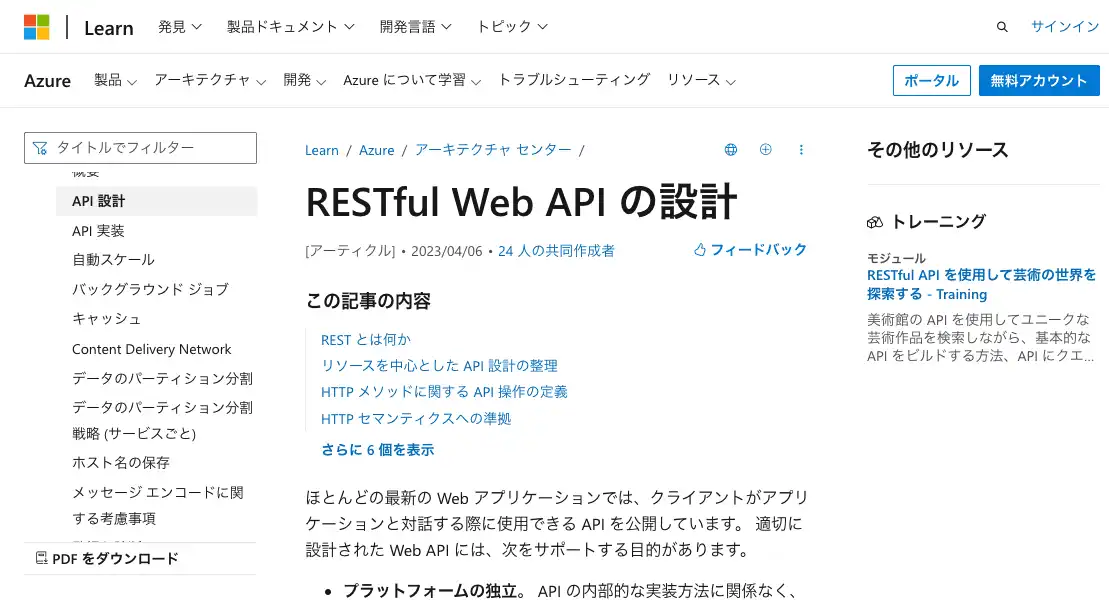 Learn 発見 製品ドキュメント 開発言語 トピック サインイン
Azure 製品 アーキテクチャ 開発 Azure について学習 トラブルシューティング リソース ポータル 無料アカウント
タイトルでフィルター
概要
API 設計
API 実装
自動スケール
バックグラウンド ジョブ
キャッシュ
Content Delivery Network
データのパーティション分割
データのパーティション分割
戦略 (サービスごと)
ホスト名の保存
メッセージ エンコードに関
する考慮事項
PDF をダウンロード
Learn / Azure / アーキテクチャ センター /
RESTful Web API の設計
[アーティクル] • 2023/04/06 • 24 人の共同作成者 フィードバック
この記事の内容
REST とは何か
リソースを中心とした API 設計の整理
HTTP メソッドに関する API 操作の定義
HTTP セマンティクスへの準拠
さらに 6 個を表示
ほとんどの最新の Web アプリケーションでは、クライアントがアプリ
ケーションと対話する際に使用できる API を公開しています。 適切に
設計された Web API には、次をサポートする目的があります。
• プラットフォームの独立。 API の内部的な実装方法に関係なく、
その他のリソース
トレーニング
モジュール
RESTful API を使用して芸術の世界を
探索する - Training
美術館の API を使用してユニークな
芸術作品を検索しながら、基本的な
API をビルドする方法、API にクエ...